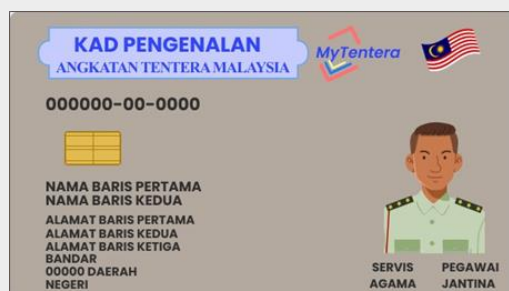 KAD PENGENALAN
ANGKATAN TENTERA MALAYSIA
MyTentera
000000-00-0000
NAMA BARIS PERTAMA
NAMA BARIS KEDUA
ALAMAT BARIS PERTAMA
ALAMAT BARIS KEDUA
ALAMAT BARIS KETIGA
BANDAR
00000 DAERAH
NEGERI
SERVIS PEGAWAI
AGAMA JANTINA